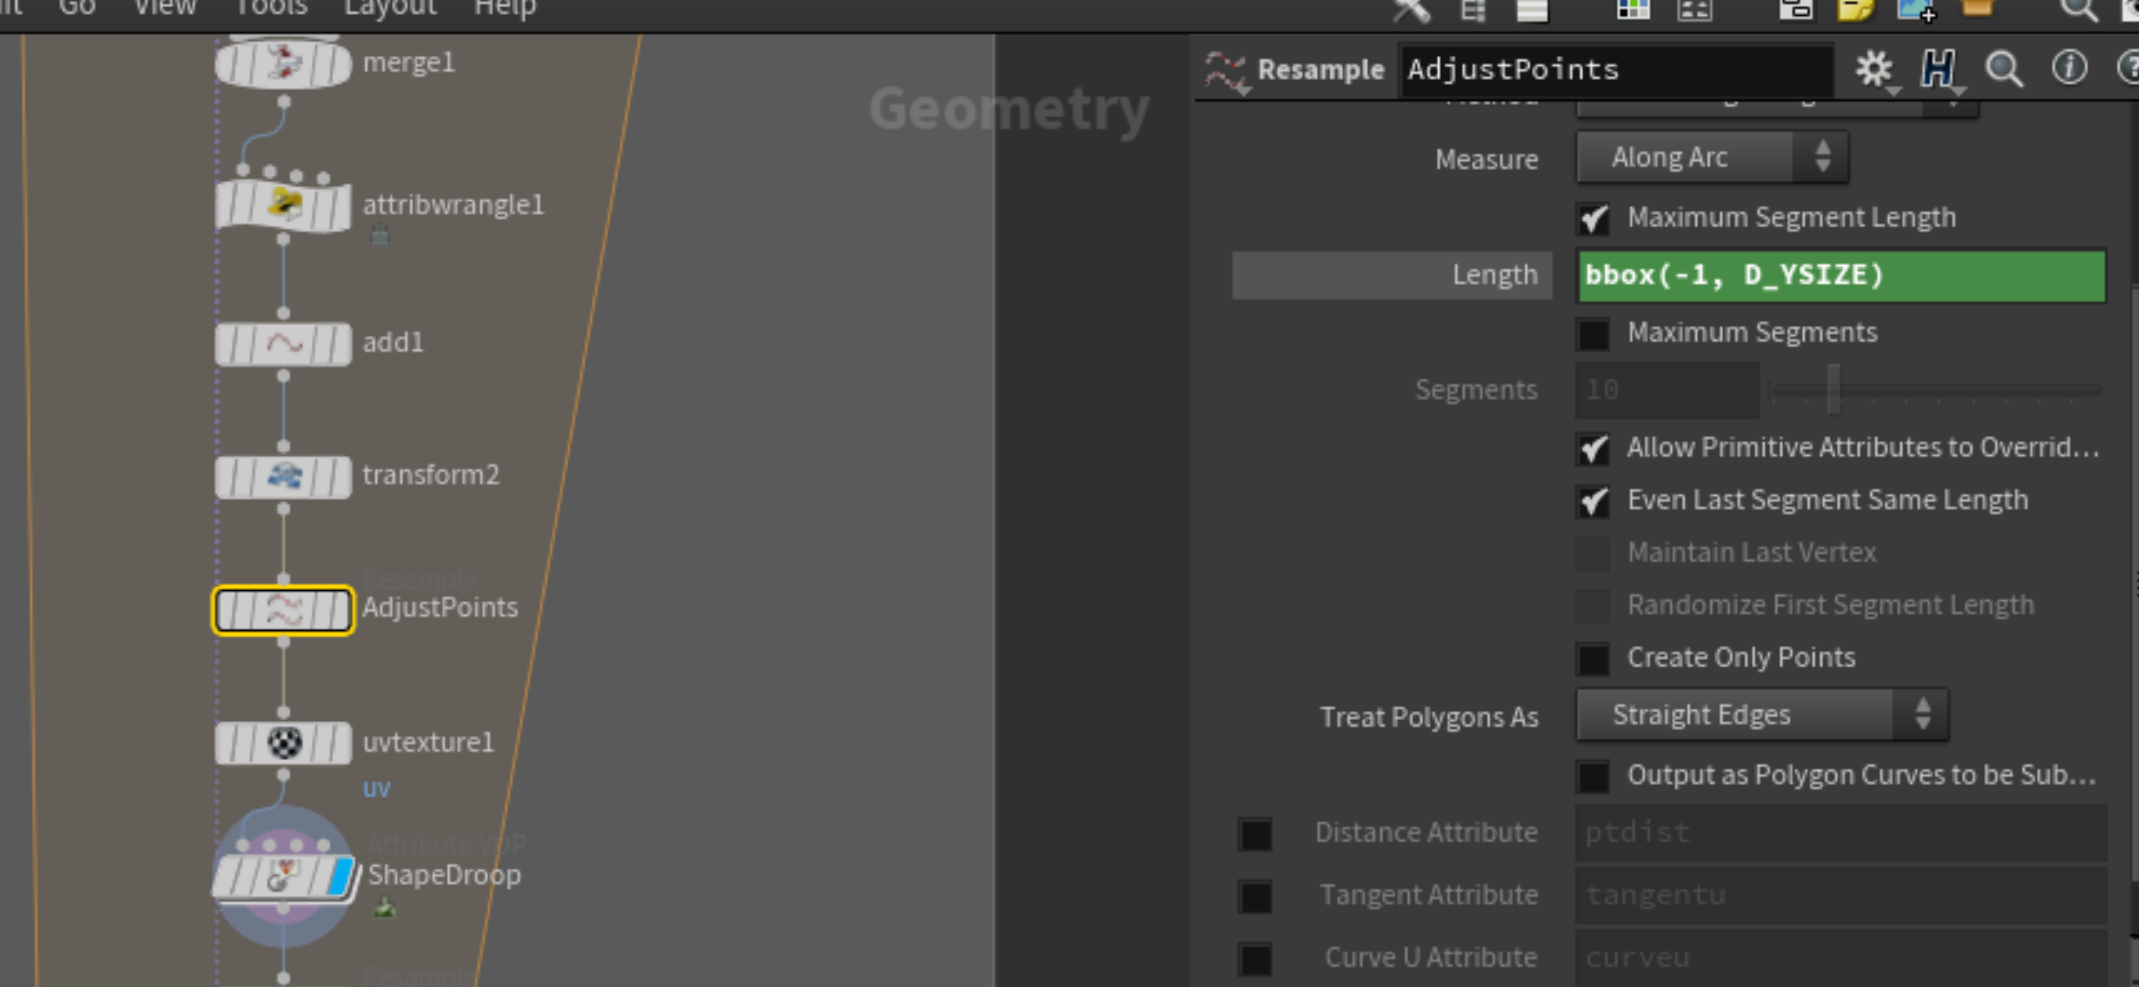 Go View Tools Layout Help
merge1
Geometry
attribwrangle1
add1
transform2
Resample
AdjustPoints
uvtexture1
uv
Attribute VOP
ShapeDroop
Resample
Resample AdjustPoints
Measure Along Arc
Maximum Segment Length
Length bbox(-1, D_YSIZE)
Maximum Segments
Segments 10
Allow Primitive Attributes to Overrid...
Even Last Segment Same Length
Maintain Last Vertex
Randomize First Segment Length
Create Only Points
Treat Polygons As Straight Edges
Output as Polygon Curves to be Sub...
Distance Attribute ptdist
Tangent Attribute tangentu
Curve U Attribute curveu